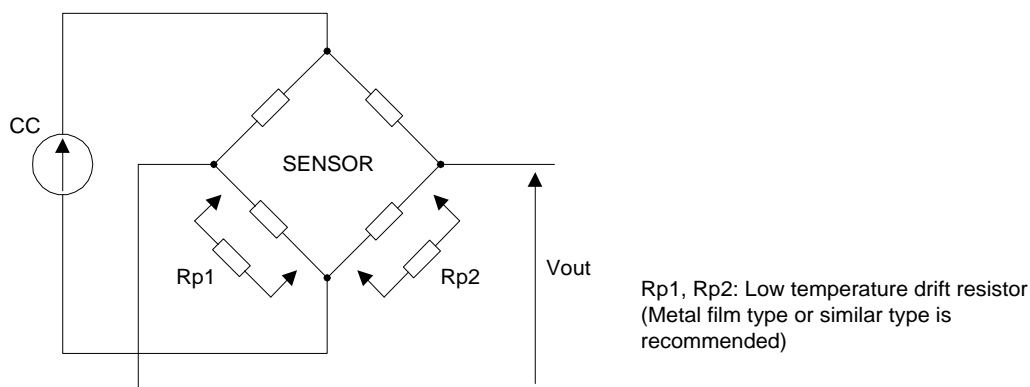 CC
SENSOR
Rp1
Rp2
Vout
Rp1, Rp2: Low temperature drift resistor
(Metal film type or similar type is
recommended)